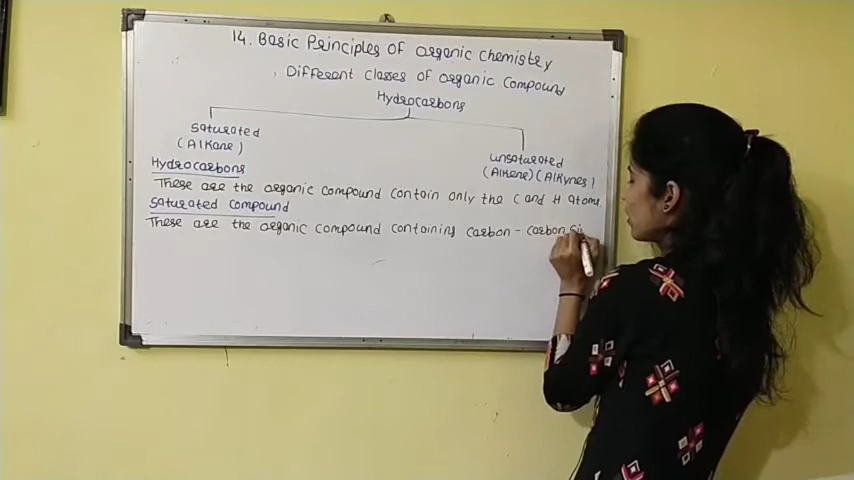 14. Basic Principles of organic chemistry
Different Classes of organic Compound
Hydrocarbons
saturated
(Alkane)
unsaturated
(Alkene) (Alkynes)
Hydrocarbons
These are the organic compound contain only the C and H atoms
saturated compound
These are the organic compound containing carbon - carbon si